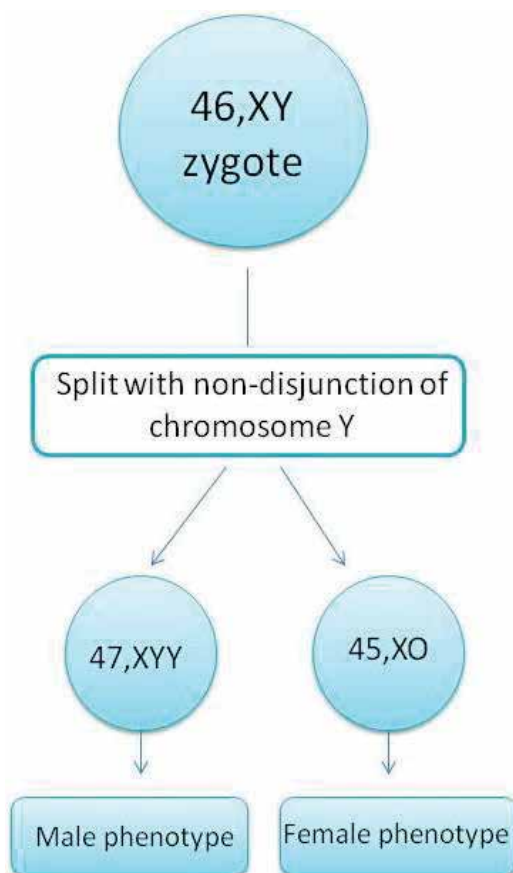 46,XY
zygote
Split with non-disjunction of
chromosome Y
47,XYY
45,XO
Male phenotype
Female phenotype